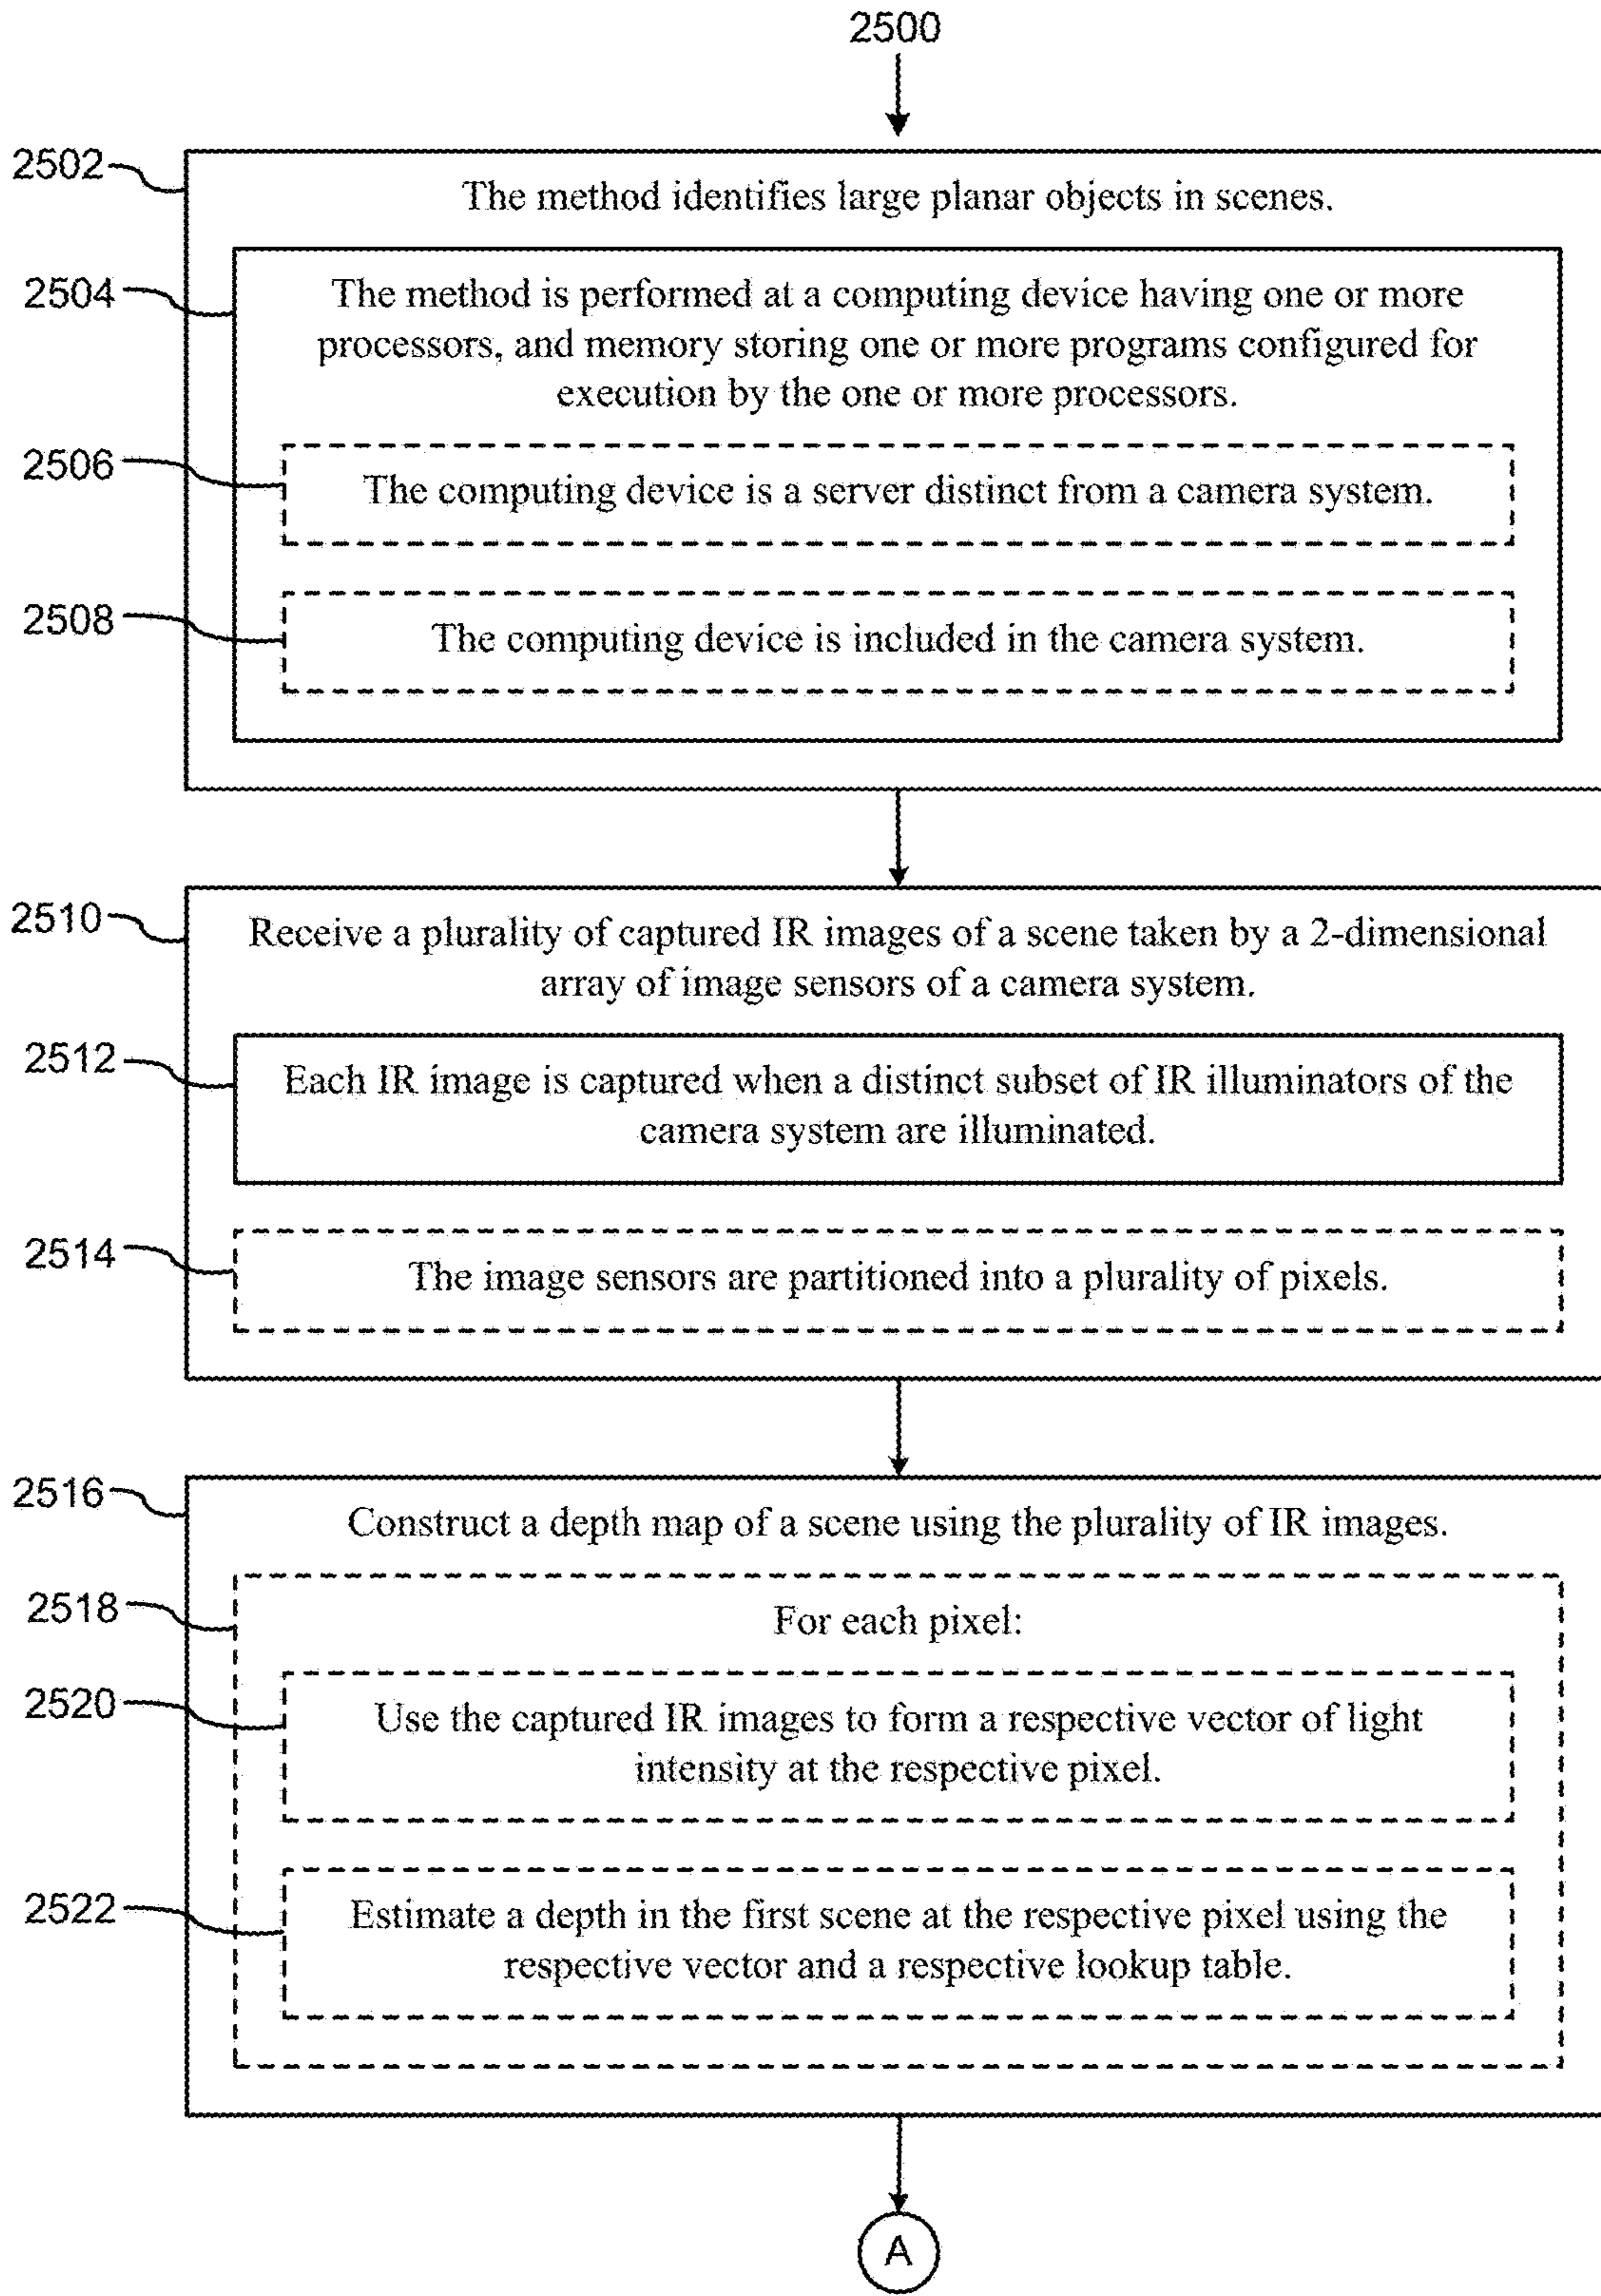 2500
2502
The method identifies large planar objects in scenes.
2504
The method is performed at a computing device having one or more
processors, and memory storing one or more programs configured for
execution by the one or more processors.
2506
The computing device is a server distinct from a camera system.
2508
The computing device is included in the camera system.
2510
Receive a plurality of captured IR images of a scene taken by a 2-dimensional
array of image sensors of a camera system.
2512
Each IR image is captured when a distinct subset of IR illuminators of the
camera system are illuminated.
2514
The image sensors are partitioned into a plurality of pixels.
2516
Construct a depth map of a scene using the plurality of IR images.
2518
For each pixel:
2520
Use the captured IR images to form a respective vector of light
intensity at the respective pixel.
2522
Estimate a depth in the first scene at the respective pixel using the
respective vector and a respective lookup table.
A